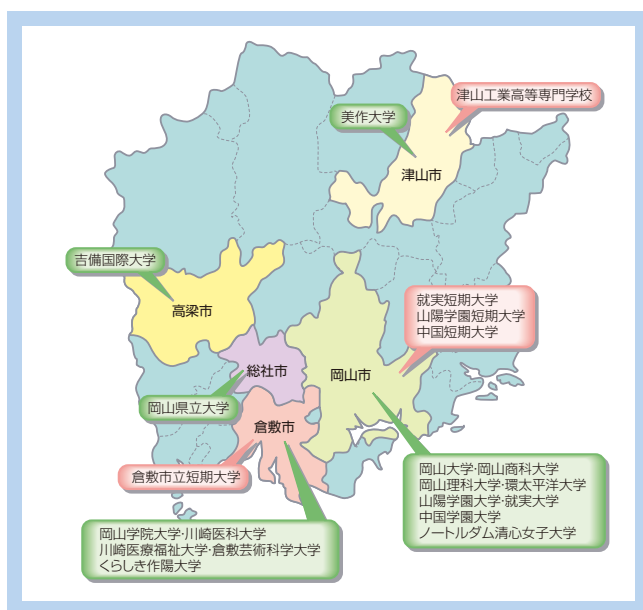 津山工業高等専門学校
美作大学
津山市
吉備国際大学
高梁市
就実短期大学
山陽学園短期大学
中国短期大学
総社市
岡山市
岡山県立大学
倉敷市
倉敷市立短期大学
岡山大学・岡山商科大学
岡山理科大学・環太平洋大学
山陽学園大学・就実大学
中国学園大学
ノートルダム清心女子大学
岡山学院大学・川崎医科大学
川崎医療福祉大学・倉敷芸術科学大学
くらしき作陽大学